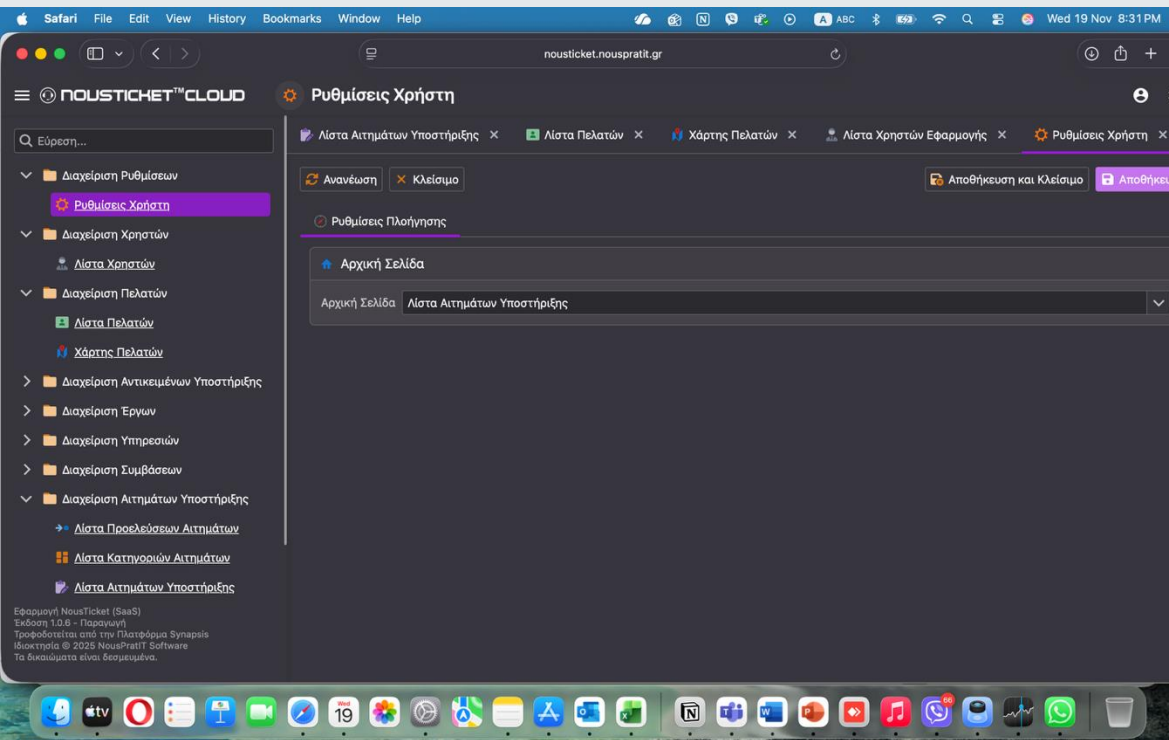 Safari File Edit View History Bookmarks Window Help ABC Wed 19 Nov 8:31 PM
nousticket.nouspratit.gr
NOUSTICKET™CLOUD Ρυθμίσεις Χρήστη
Εύρεση...
Διαχείριση Ρυθμίσεων
Ρυθμίσεις Χρήστη
Διαχείριση Χρηστών
Λίστα Χρηστών
Διαχείριση Πελατών
Λίστα Πελατών
Χάρτης Πελατών
Διαχείριση Αντικειμένων Υποστήριξης
Διαχείριση Έργων
Διαχείριση Υπηρεσιών
Διαχείριση Συμβάσεων
Διαχείριση Αιτημάτων Υποστήριξης
Λίστα Προελεύσεων Αιτημάτων
Λίστα Κατηγοριών Αιτημάτων
Λίστα Αιτημάτων Υποστήριξης
Εφαρμογή NousTicket (SaaS)
Έκδοση 1.0.6 - Παραγωγή
Τροφοδοτείται από την Πλατφόρμα Synapsis
Ιδιοκτησία © 2025 NousPratIT Software
Τα δικαιώματα είναι δεσμευμένα.
Λίστα Αιτημάτων Υποστήριξης Λίστα Πελατών Χάρτης Πελατών Λίστα Χρηστών Εφαρμογής Ρυθμίσεις Χρήστη
Ανανέωση Κλείσιμο Αποθήκευση και Κλείσιμο Αποθήκευ
Ρυθμίσεις Πλοήγησης
Αρχική Σελίδα
Αρχική Σελίδα Λίστα Αιτημάτων Υποστήριξης
tv
Wed
19
66